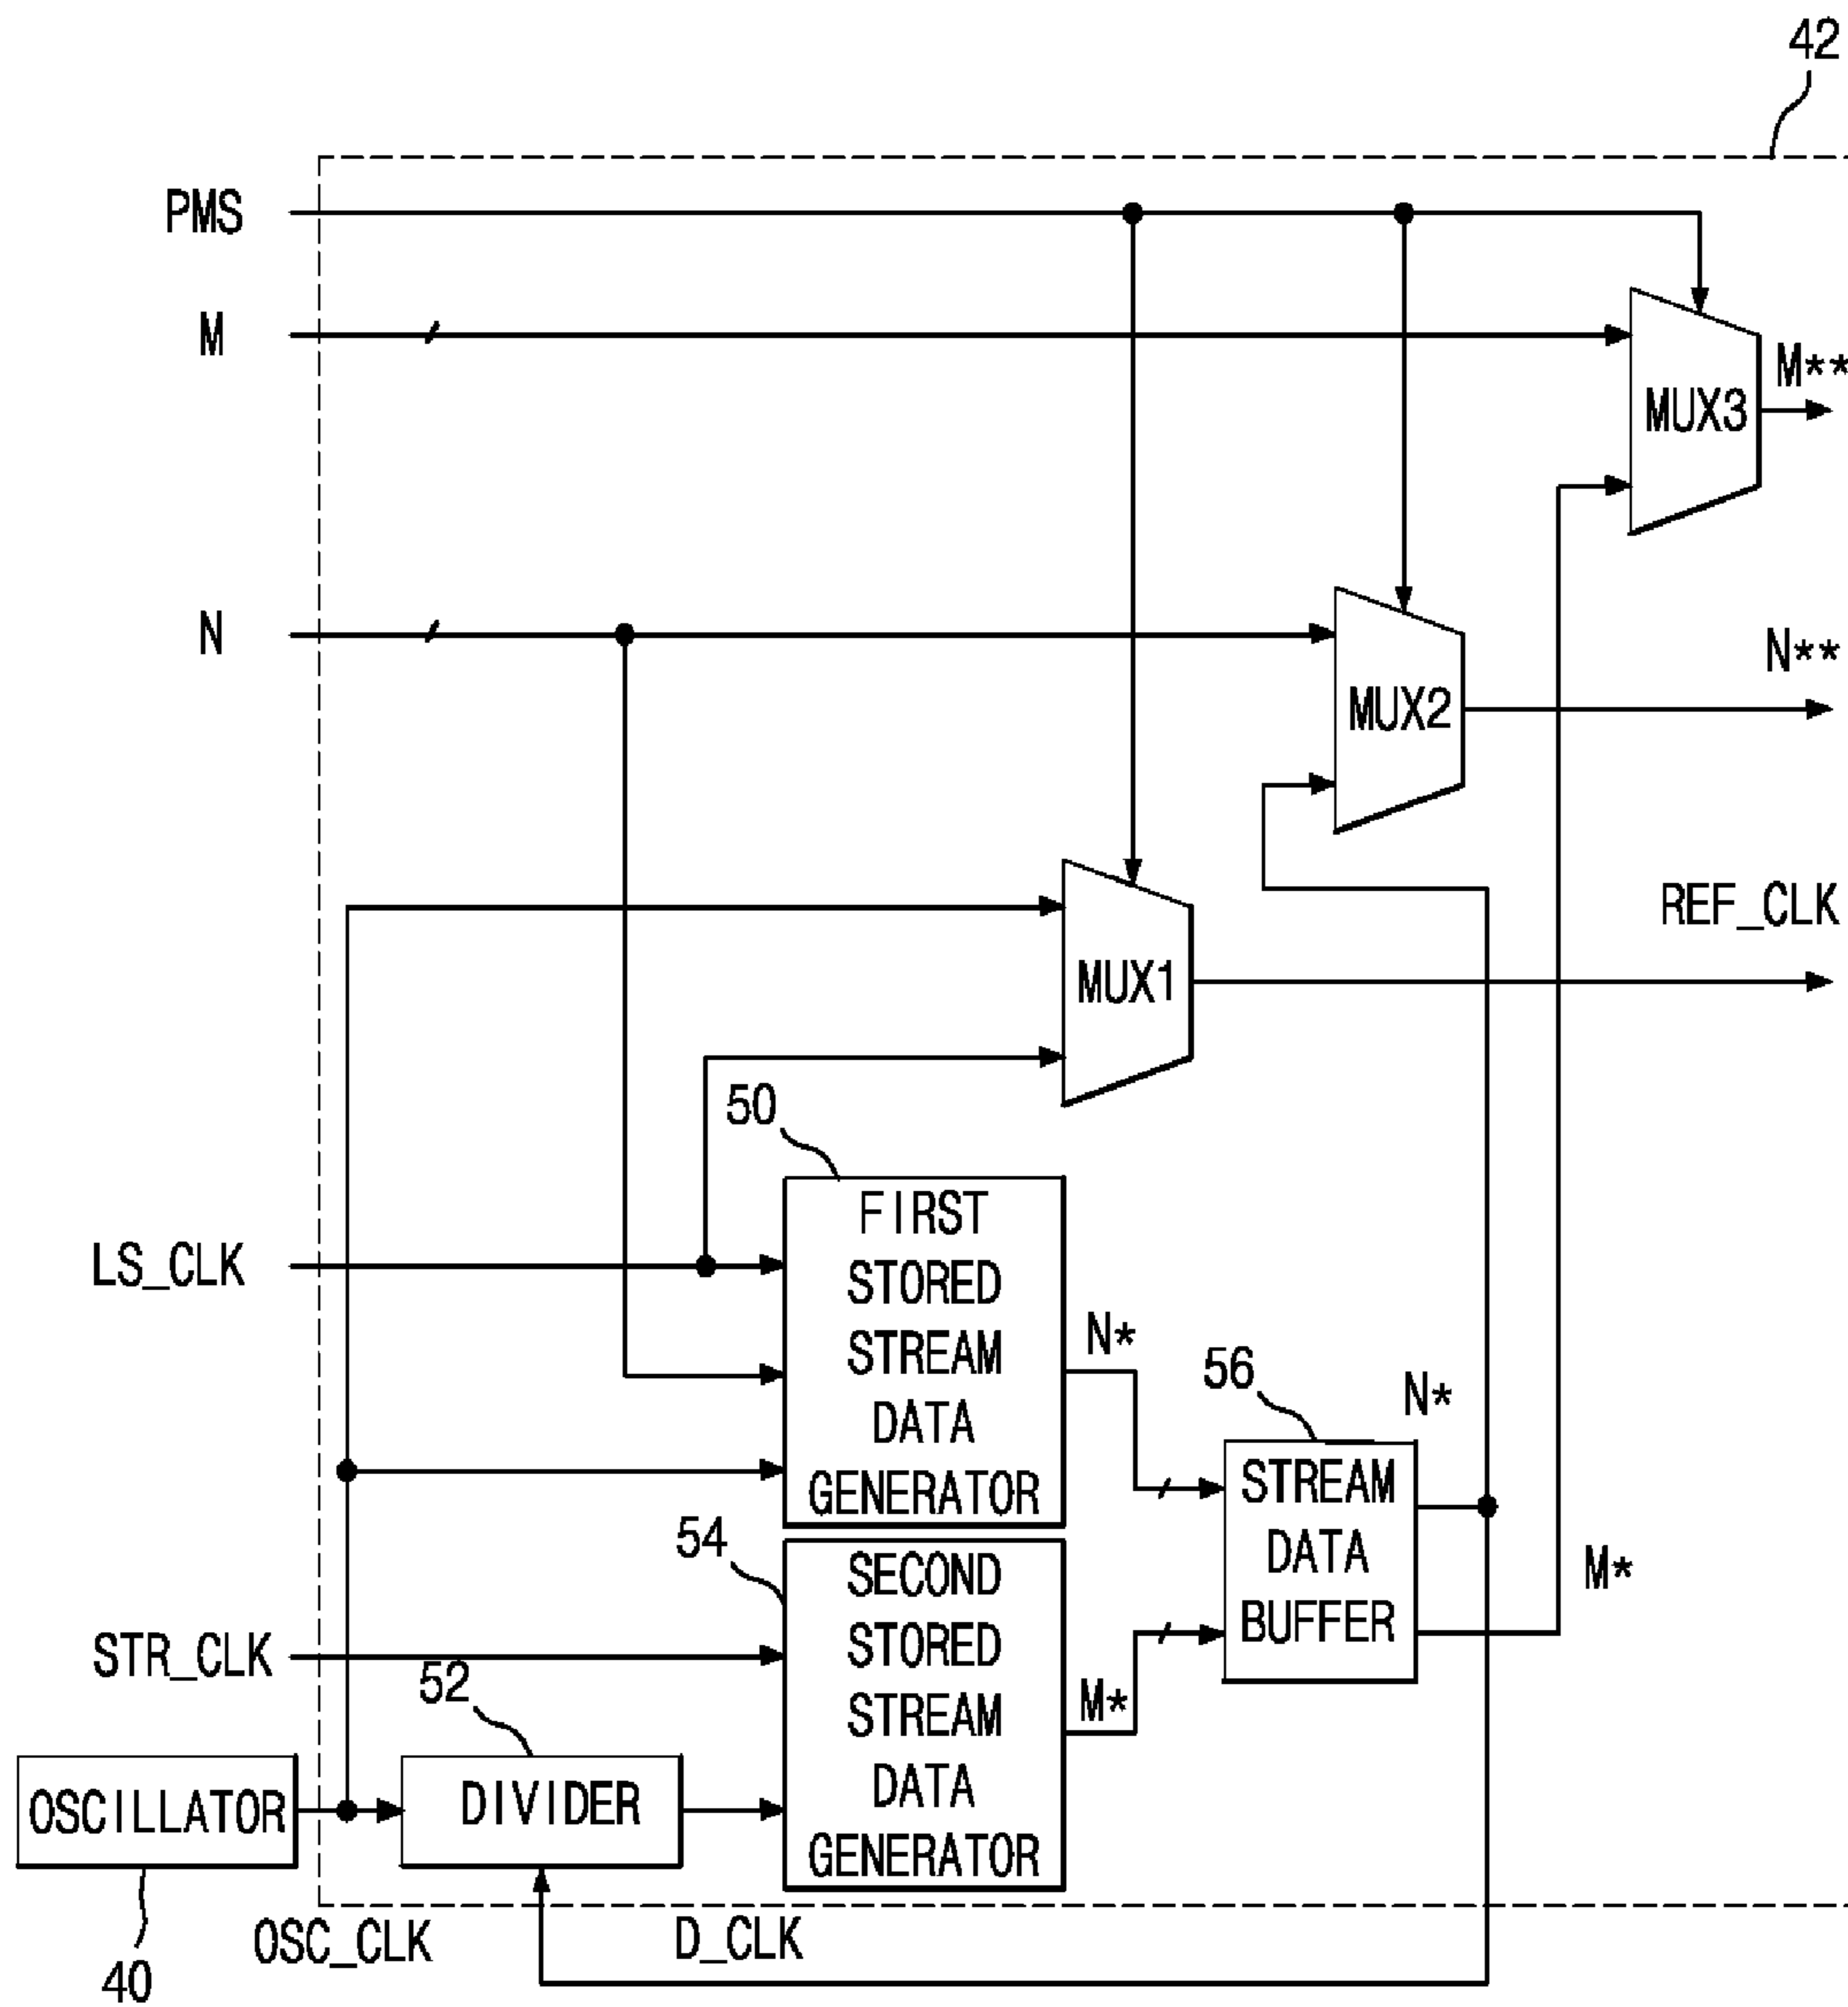 42
PMS
M
M**
MUX3
N
N**
MUX2
REF_CLK
MUX1
50
FIRST
STORED
STREAM
DATA
GENERATOR
LS_CLK
N*
56
N*
STREAM
DATA
BUFFER
M*
54
SECOND
STORED
STREAM
DATA
GENERATOR
STR_CLK
52
M*
OSCILLATOR
DIVIDER
OSC_CLK
D_CLK
40